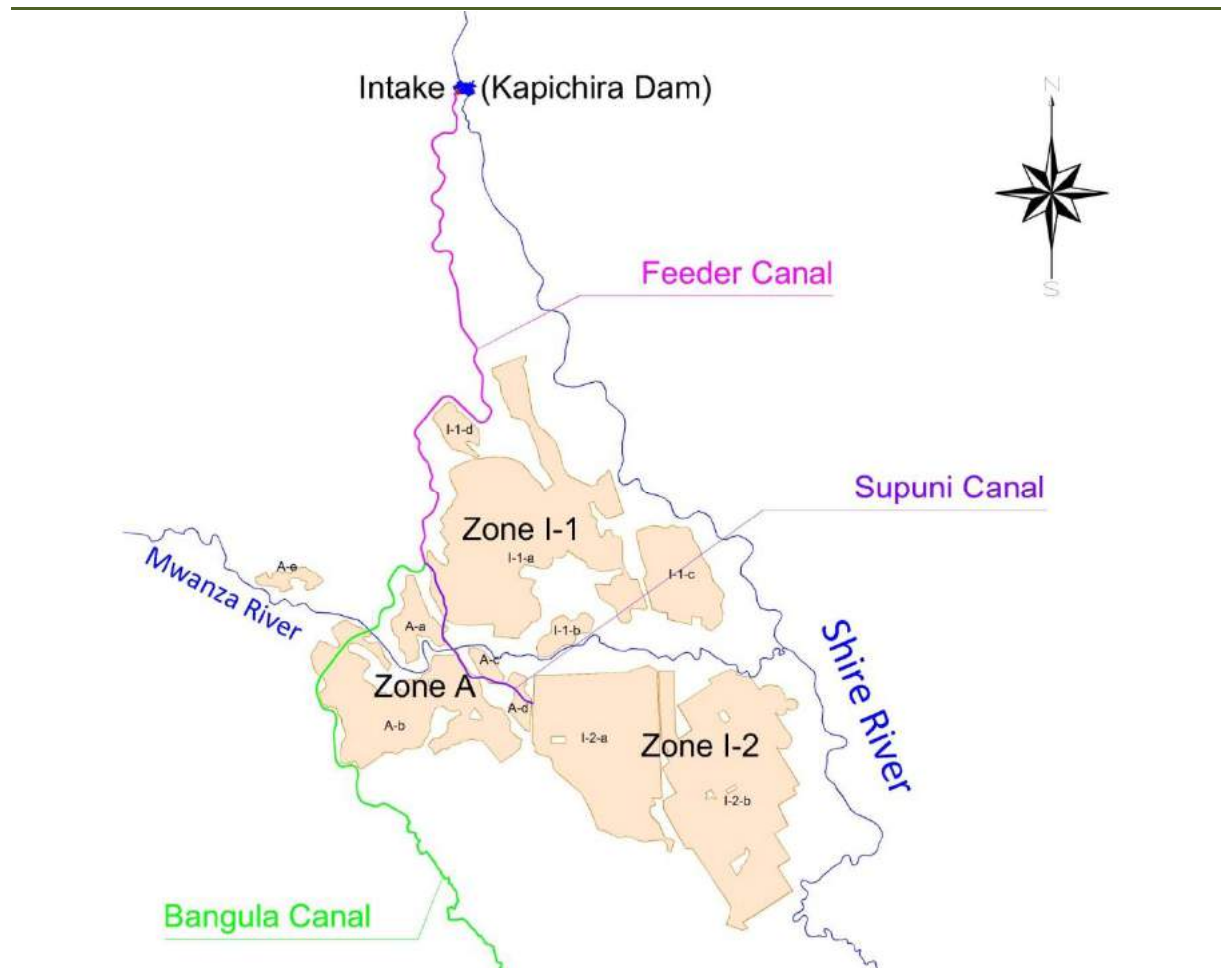 Intake (Kapichira Dam)
N
S
Feeder Canal
I-1-d
Supuni Canal
Zone I-1
I-1-a
Mwanza River
A-e
I-1-c
A-a
I-1-b
A-c
Shire River
Zone A
A-d
A-b
I-2-a
Zone I-2
I-2-b
Bangula Canal